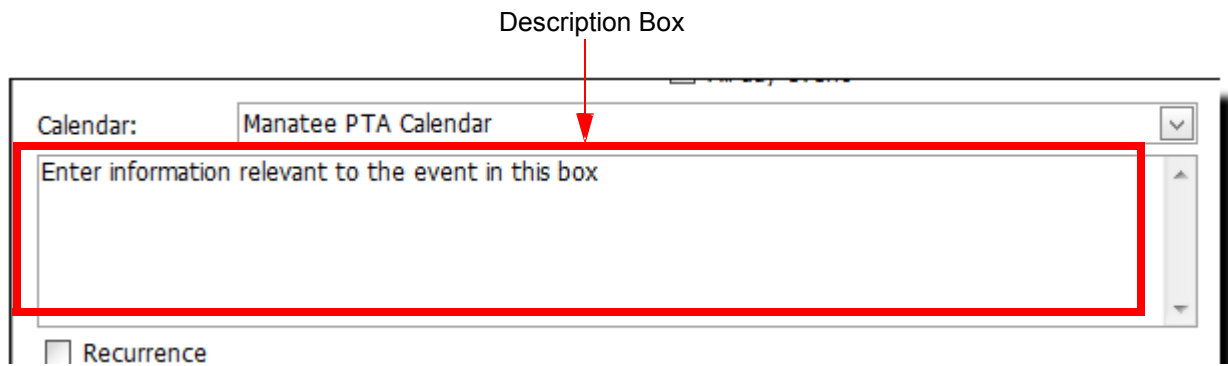 Description Box
Calendar: Manatee PTA Calendar
Enter information relevant to the event in this box
Recurrence